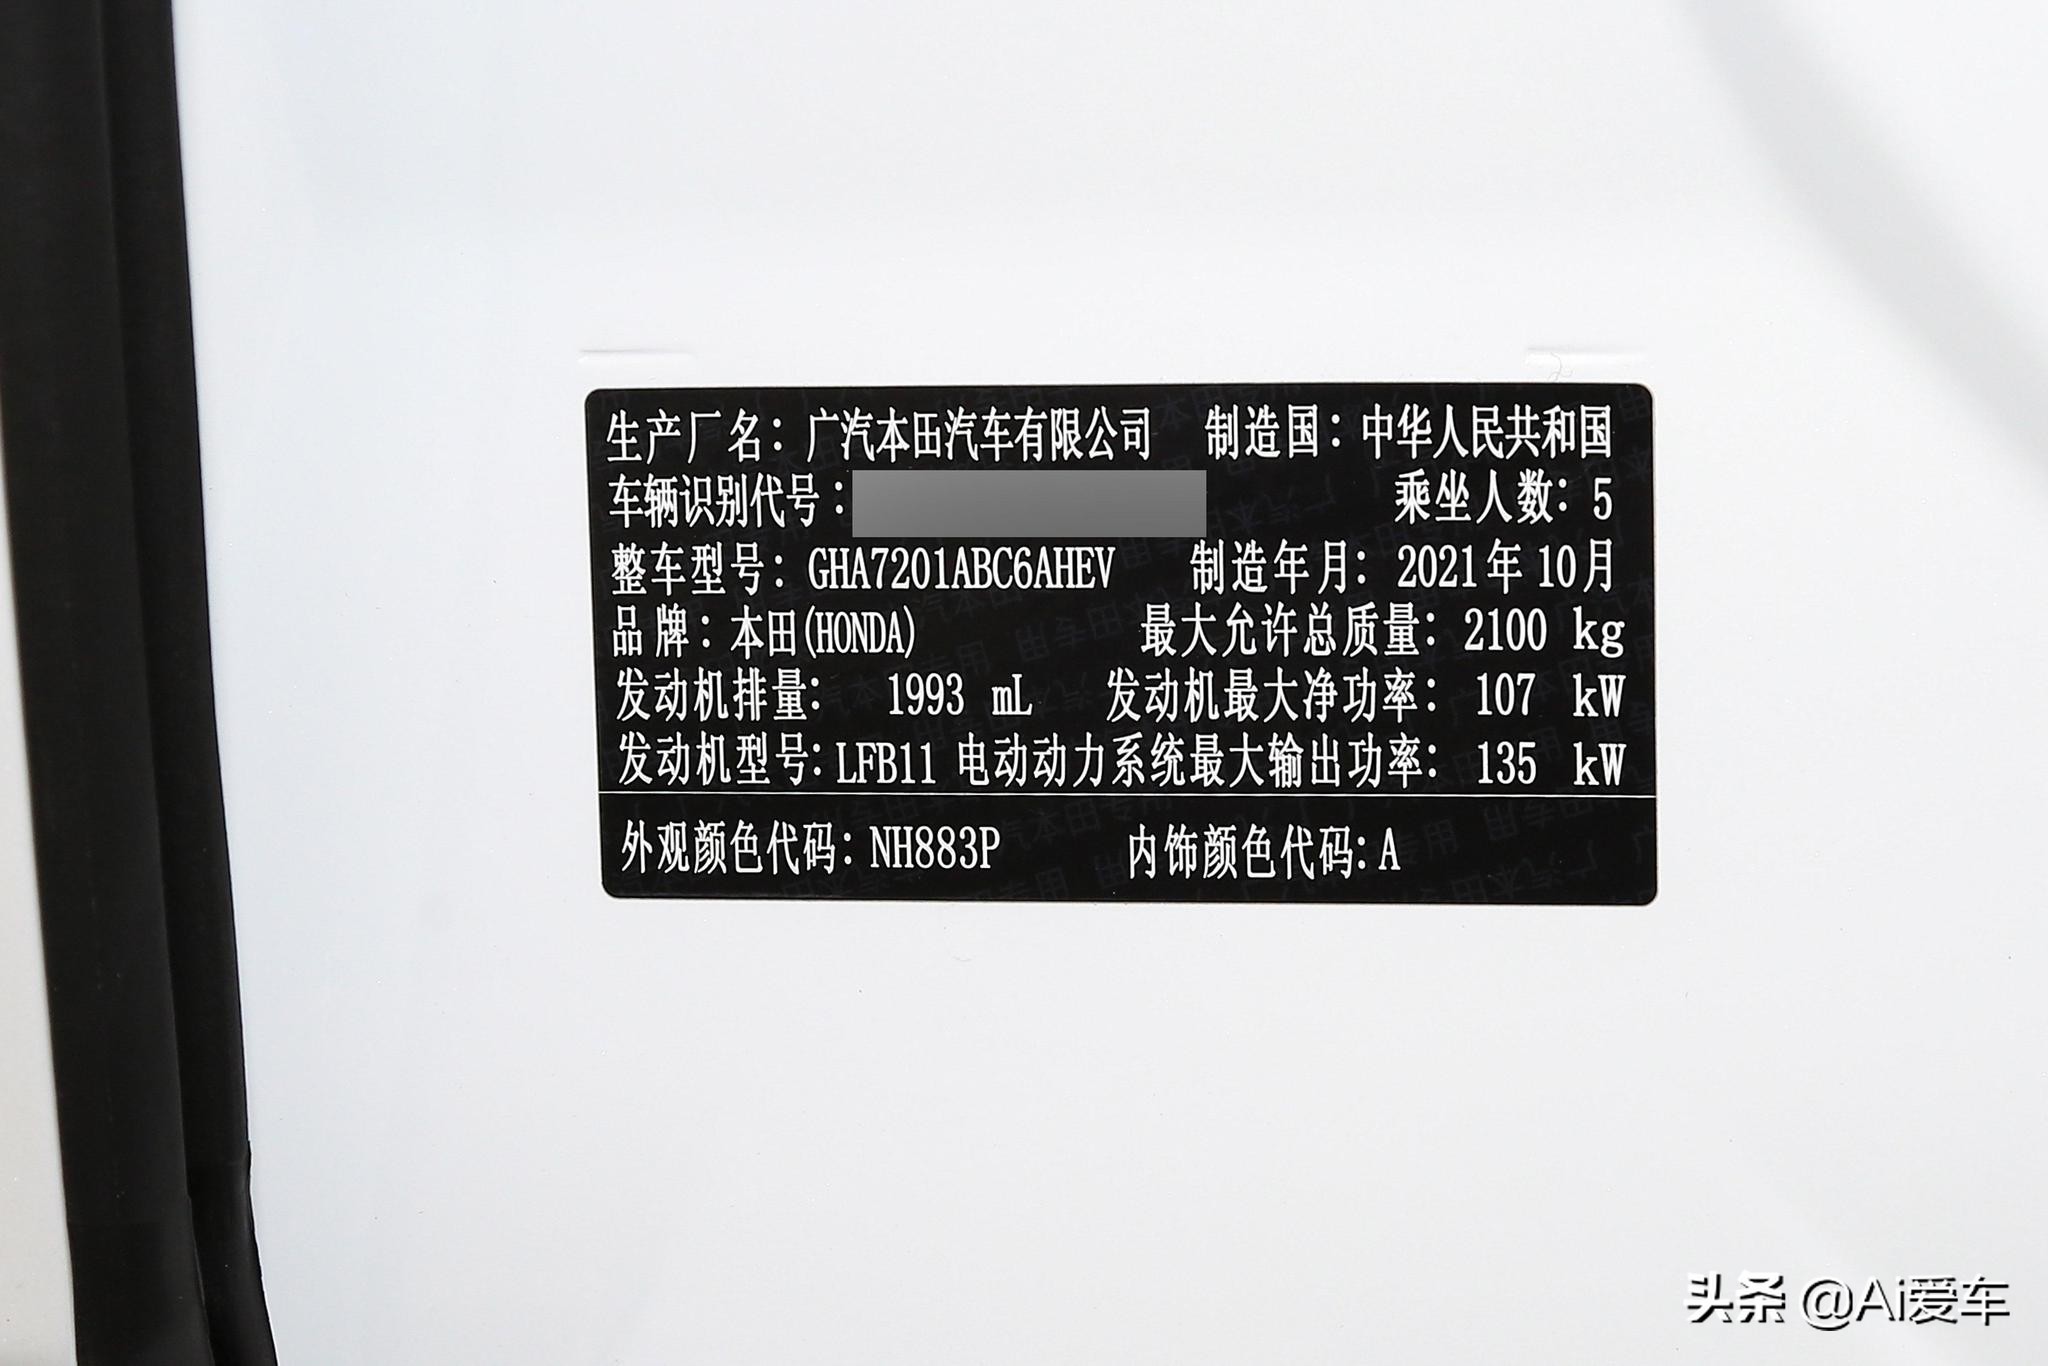 生产厂名：广汽本田汽车有限公司 制造国：中华人民共和国
车辆识别代号： 乘坐人数：5
整车型号：GHA7201ABC6AHEV 制造年月：2021年10月
品牌：本田(HONDA) 最大允许总质量：2100 kg
发动机排量： 1993 mL 发动机最大净功率：107 kW
发动机型号：LFB11 电动动力系统最大输出功率：135 kW
外观颜色代码：NH883P 内饰颜色代码：A
头条 @Ai爱车